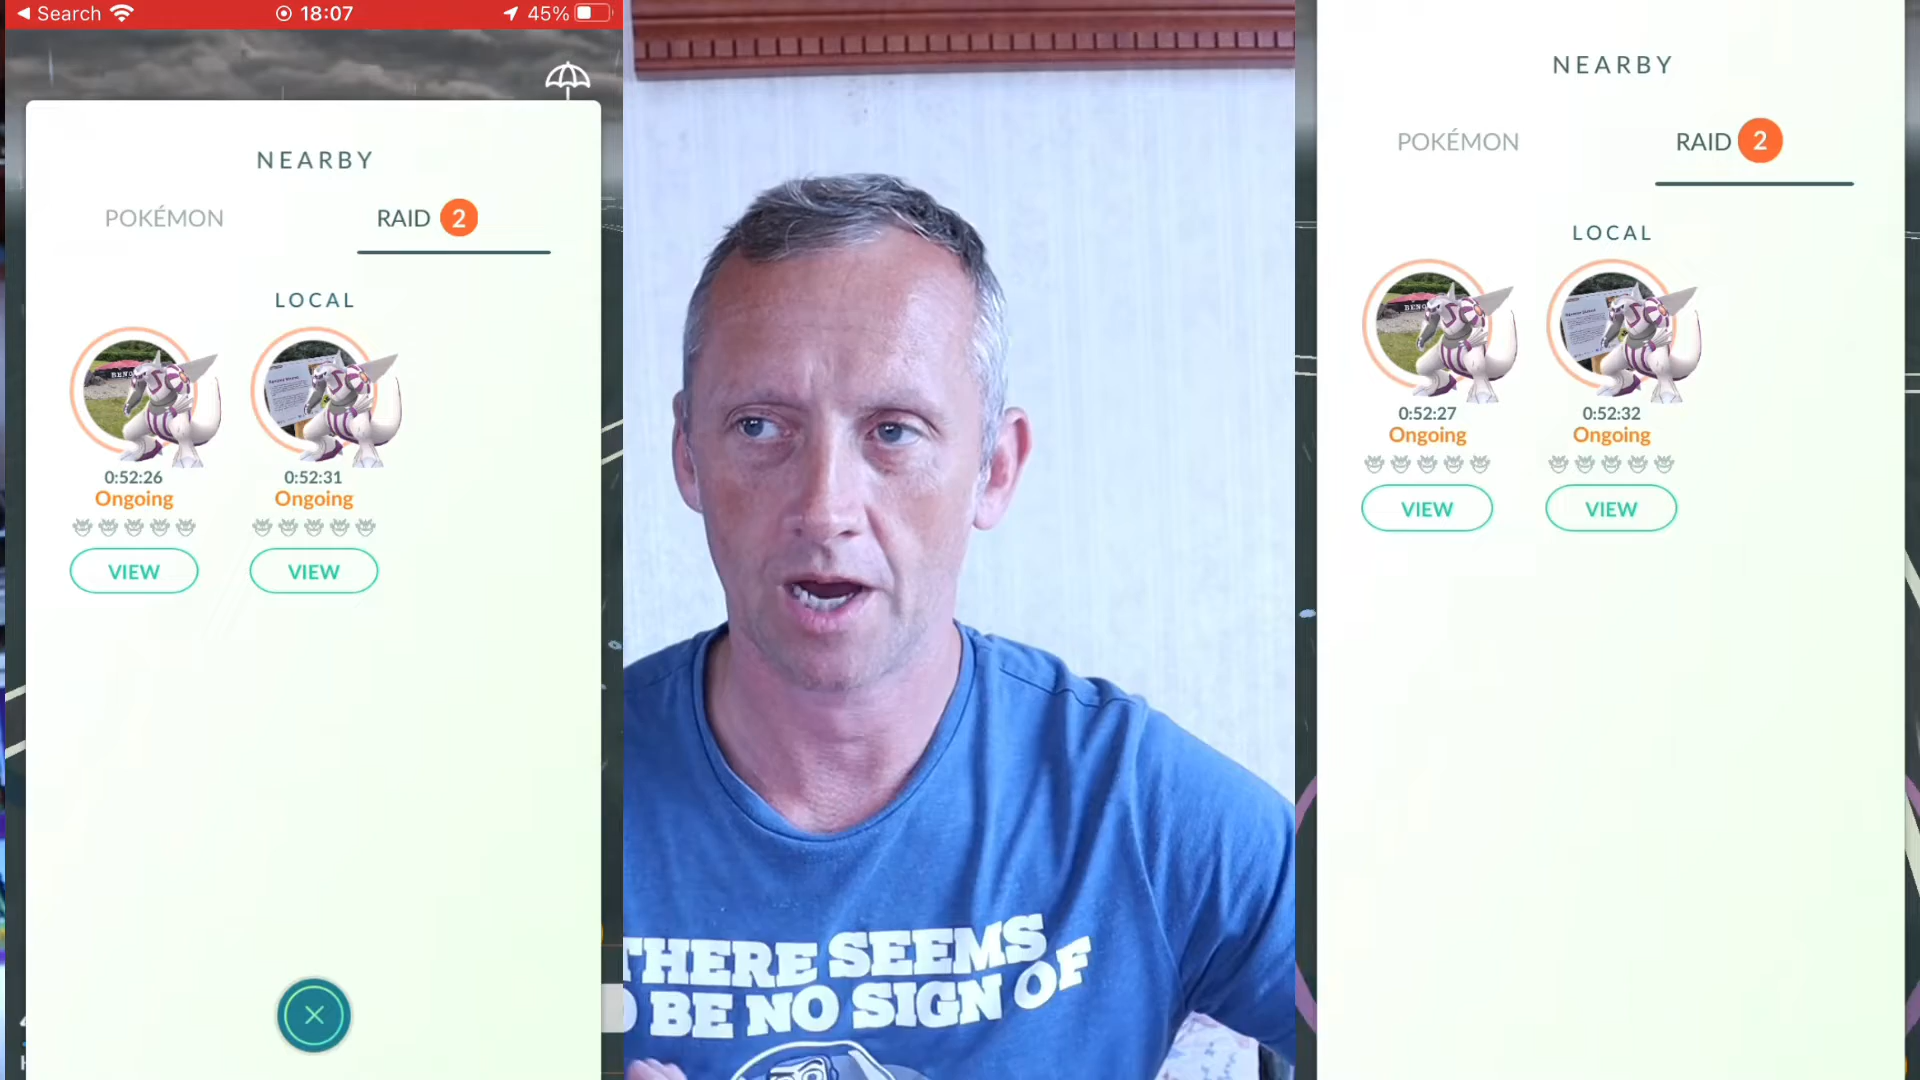 Search 18:07 45%
NEARBY
POKÉMON RAID 2
LOCAL
BENO
0:52:26 0:52:31
Ongoing Ongoing
VIEW VIEW
THERE SEEMS
BE NO SIGN OF
NEARBY
POKÉMON RAID 2
LOCAL
BENO
0:52:27 0:52:32
Ongoing Ongoing
VIEW VIEW